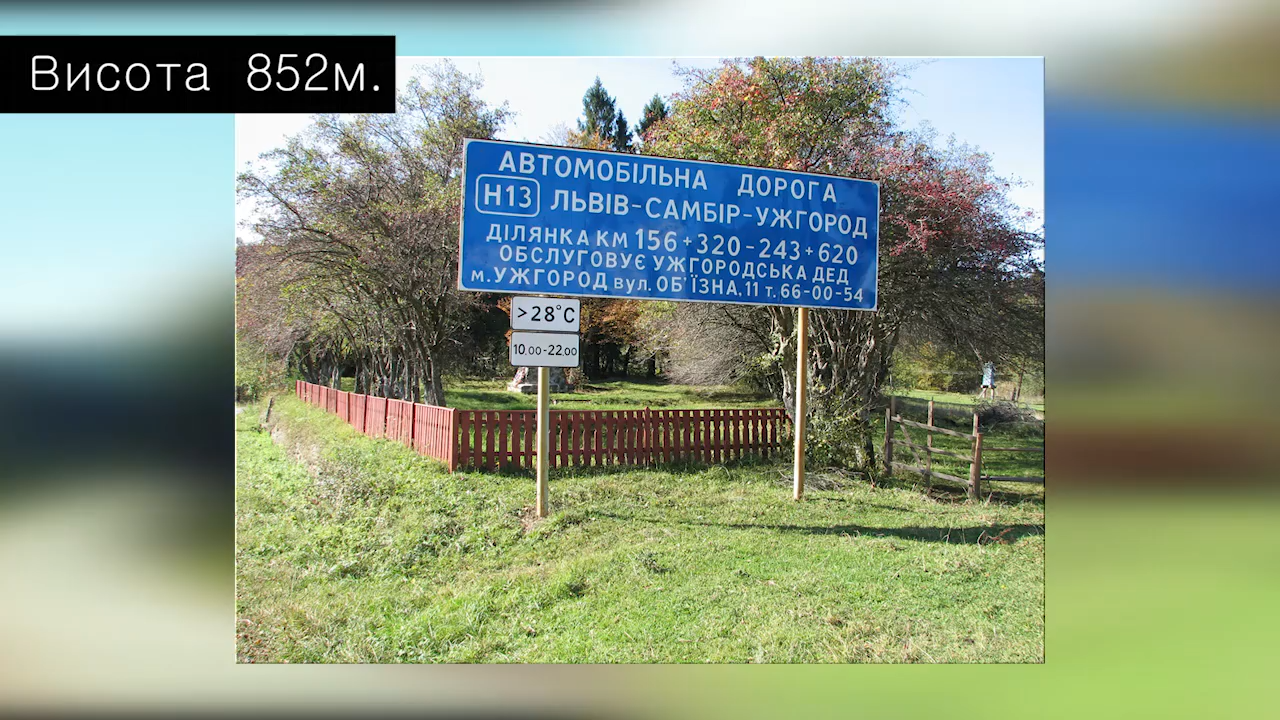 Висота 852м.
АВТОМОБІЛЬНА ДОРОГА
Н13 ЛЬВІВ-САМБІР-УЖГОРОД
ДІЛЯНКА КМ 156+320-243+620
ОБСЛУГОВУЄ УЖГОРОДСЬКА ДЕД
м.УЖГОРОД вул. ОБ'ЇЗНА,11 т. 66-00-54
>28°С
10.00-22.00